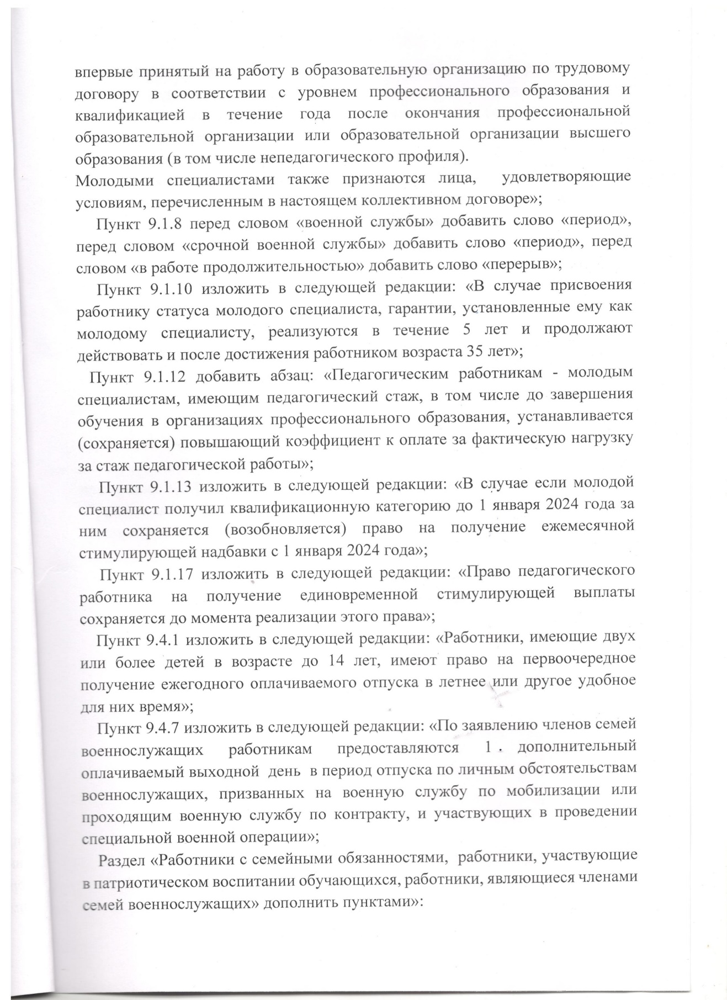 впервые принятый на работу в образовательную организацию по трудовому
договору в соответствии с уровнем профессионального образования и
квалификацией в течение года после окончания профессиональной
образовательной организации или образовательной организации высшего
образования (в том числе непедагогического профиля).
Молодыми специалистами также признаются лица, удовлетворяющие
условиям, перечисленным в настоящем коллективном договоре»;
Пункт 9.1.8 перед словом «военной службы» добавить слово «период»,
перед словом «срочной военной службы» добавить слово «период», перед
словом «в работе продолжительностью» добавить слово «перерыв»;
Пункт 9.1.10 изложить в следующей редакции: «В случае присвоения
работнику статуса молодого специалиста, гарантии, установленные ему как
молодому специалисту, реализуются в течение 5 лет и продолжают
действовать и после достижения работником возраста 35 лет»;
Пункт 9.1.12 добавить абзац: «Педагогическим работникам - молодым
специалистам, имеющим педагогический стаж, в том числе до завершения
обучения в организациях профессионального образования, устанавливается
(сохраняется) повышающий коэффициент к оплате за фактическую нагрузку
за стаж педагогической работы»;
Пункт 9.1.13 изложить в следующей редакции: «В случае если молодой
специалист получил квалификационную категорию до 1 января 2024 года за
ним сохраняется (возобновляется) право на получение ежемесячной
стимулирующей надбавки с 1 января 2024 года»;
Пункт 9.1.17 изложить в следующей редакции: «Право педагогического
работника на получение единовременной стимулирующей выплаты
сохраняется до момента реализации этого права»;
Пункт 9.4.1 изложить в следующей редакции: «Работники, имеющие двух
или более детей в возрасте до 14 лет, имеют право на первоочередное
получение ежегодного оплачиваемого отпуска в летнее или другое удобное
для них время»;
Пункт 9.4.7 изложить в следующей редакции: «По заявлению членов семей
военнослужащих работникам предоставляются 1 . дополнительный
оплачиваемый выходной день в период отпуска по личным обстоятельствам
военнослужащих, призванных на военную службу по мобилизации или
проходящим военную службу по контракту, и участвующих в проведении
специальной военной операции»;
Раздел «Работники с семейными обязанностями, работники, участвующие
в патриотическом воспитании обучающихся, работники, являющиеся членами
семей военнослужащих» дополнить пунктами»: